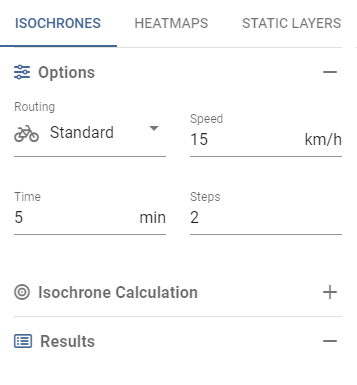 ISOCHRONES HEATMAPS STATIC LAYERS
Options
Routing
Standard
Speed
15 km/h
Time
5 min
Steps
2
Isochrone Calculation
Results